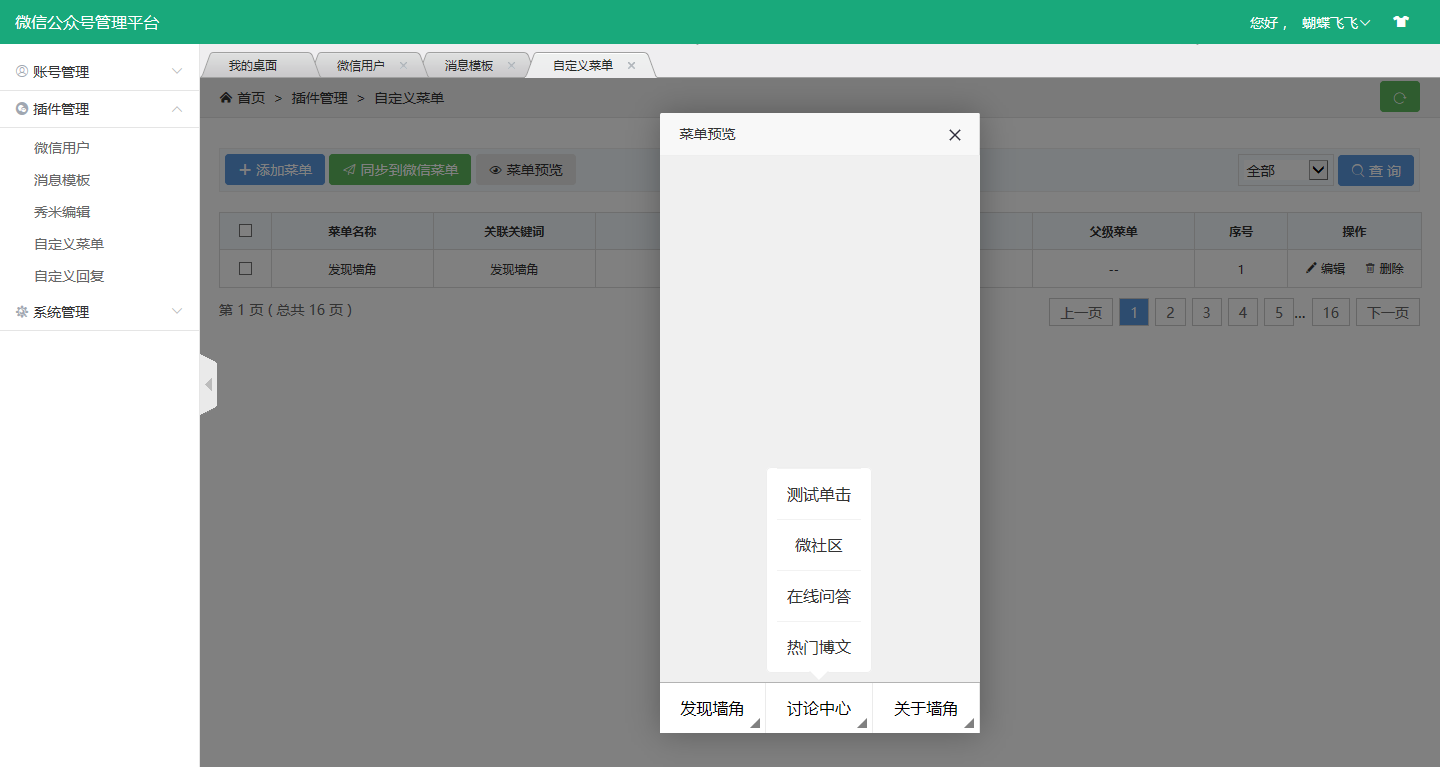 微信公众号管理平台
您好， 蝴蝶飞飞
账号管理
插件管理
微信用户
消息模板
秀米编辑
自定义菜单
自定义回复
系统管理
我的桌面 微信用户 × 消息模板 × 自定义菜单 ×
首页 > 插件管理 > 自定义菜单
添加菜单 同步到微信菜单 菜单预览
全部 查 询
菜单名称 关联关键词 父级菜单 序号 操作
发现墙角 发现墙角 -- 1 编辑 删除
第 1 页 ( 总共 16 页 )
上一页 1 2 3 4 5 ... 16 下一页
菜单预览
测试单击
微社区
在线问答
热门博文
发现墙角 讨论中心 关于墙角